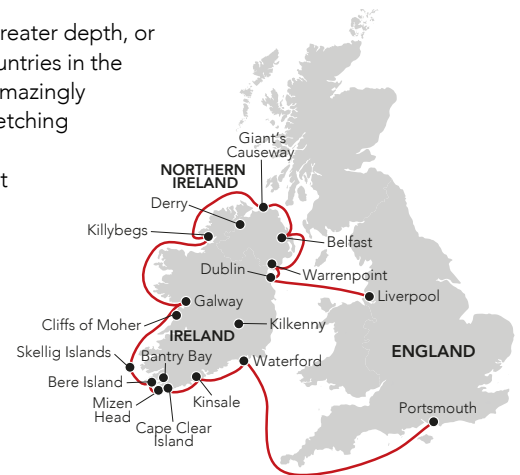 reater depth, or
untries in the
mazingly
etching
t
Giant's
Causeway
NORTHERN
IRELAND
Derry
Killybegs
Belfast
Dublin
Warrenpoint
Liverpool
Galway
Cliffs of Moher
IRELAND
Kilkenny
Skellig Islands
Bantry Bay
Waterford
ENGLAND
Bere Island
Mizen
Head
Kinsale
Cape Clear
Island
Portsmouth